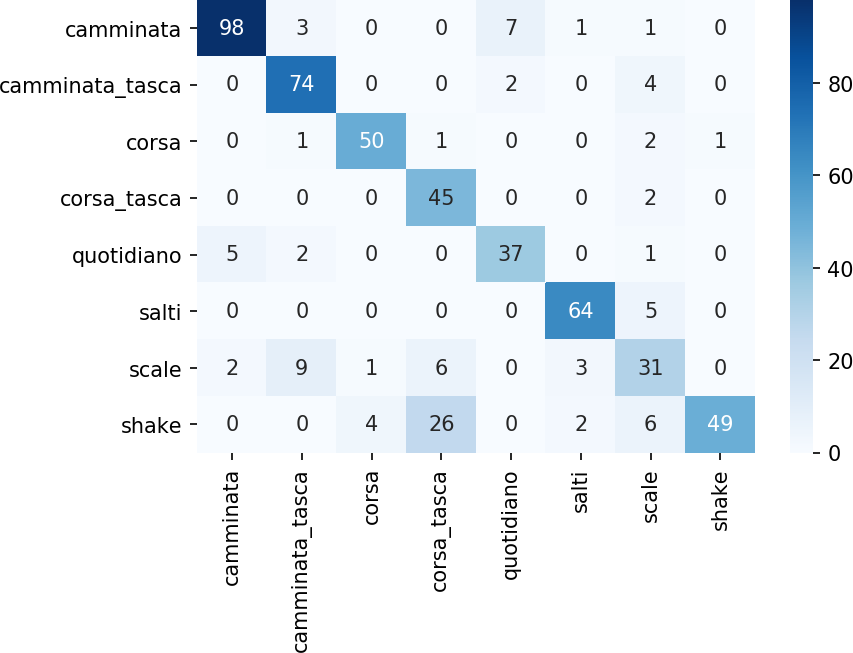 camminata 98 3 0 0 7 1 1 0
camminata_tasca 0 74 0 0 2 0 4 0
corsa 0 1 50 1 0 0 2 1
corsa_tasca 0 0 0 45 0 0 2 0
quotidiano 5 2 0 0 37 0 1 0
salti 0 0 0 0 0 64 5 0
scale 2 9 1 6 0 3 31 0
shake 0 0 4 26 0 2 6 49
camminata
camminata_tasca
corsa
corsa_tasca
quotidiano
salti
scale
shake
80
60
40
20
0